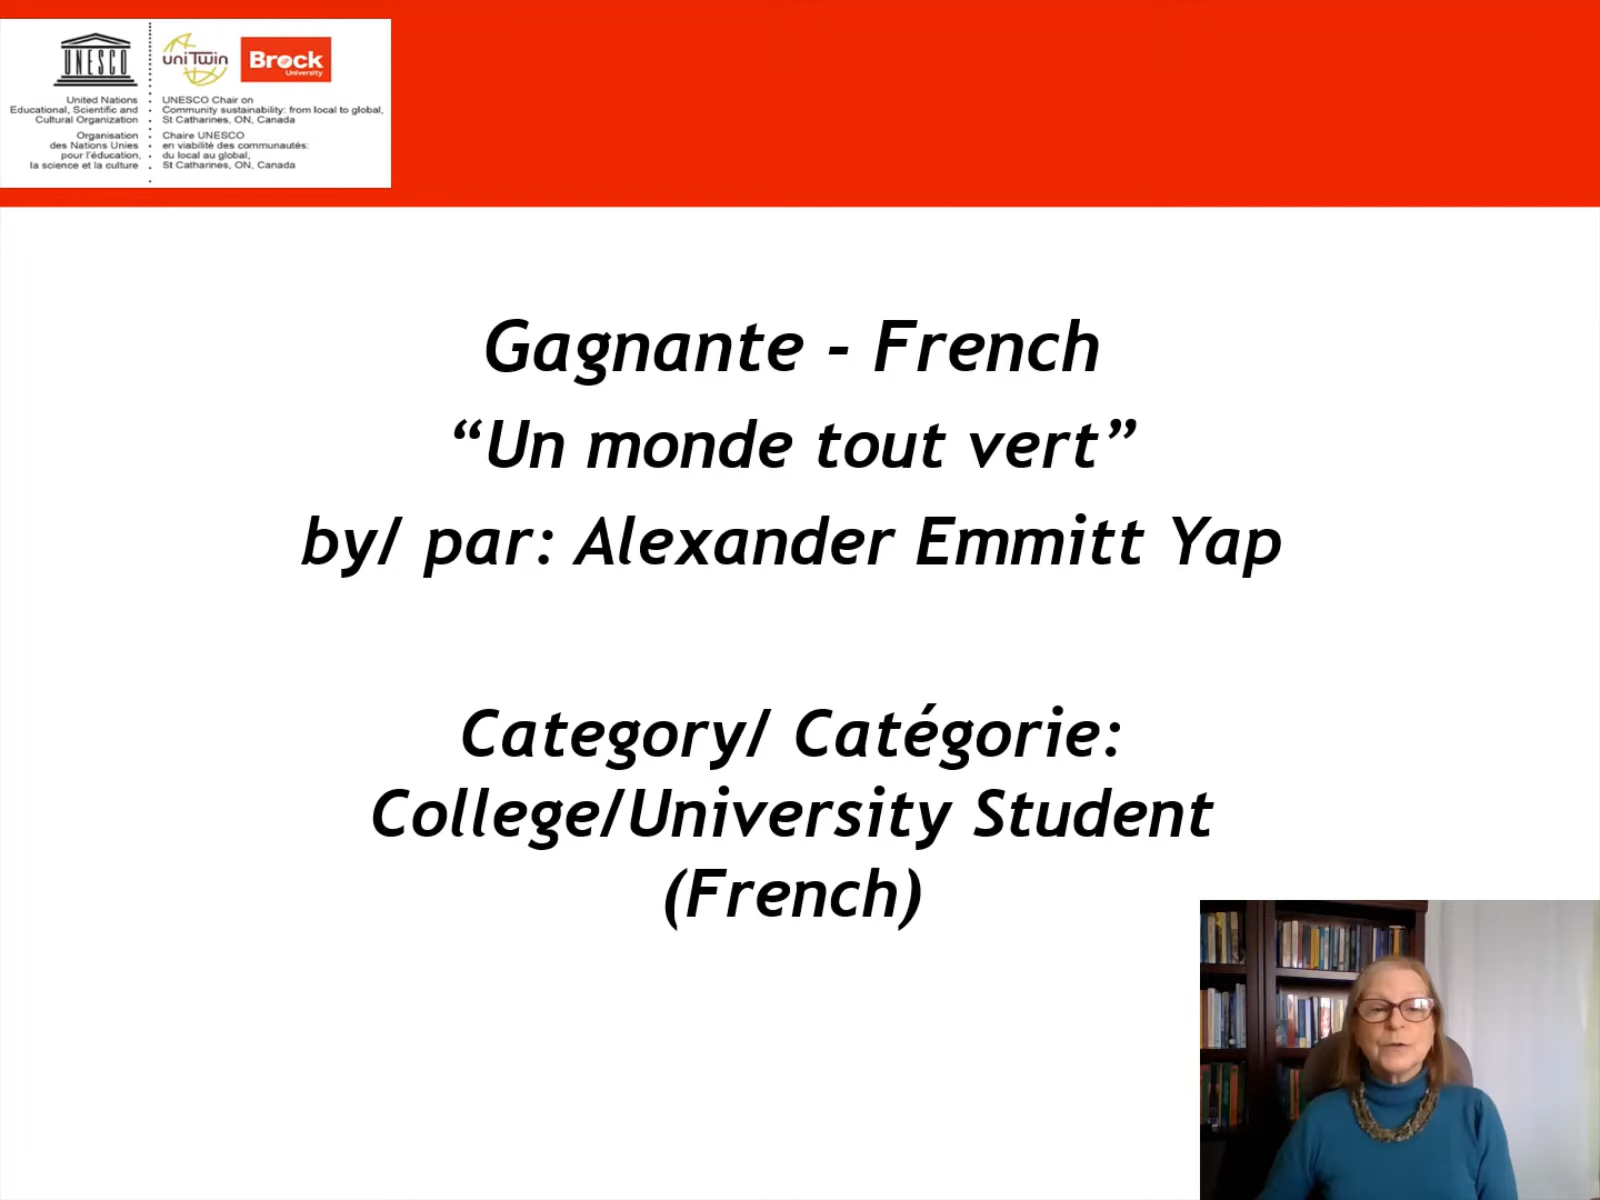 UNESCO
United Nations
Educational, Scientific and
Cultural Organization
Organisation
des Nations Unies
pour l'éducation,
la science et la culture
uniTwin
Brock
University
UNESCO Chair on
Community sustainability: from local to global,
St Catharines, ON, Canada
Chaire UNESCO
en viabilité des communautés:
du local au global,
St Catharines, ON, Canada
Gagnante - French
“Un monde tout vert”
by/ par: Alexander Emmitt Yap
Category/ Catégorie:
College/University Student
(French)